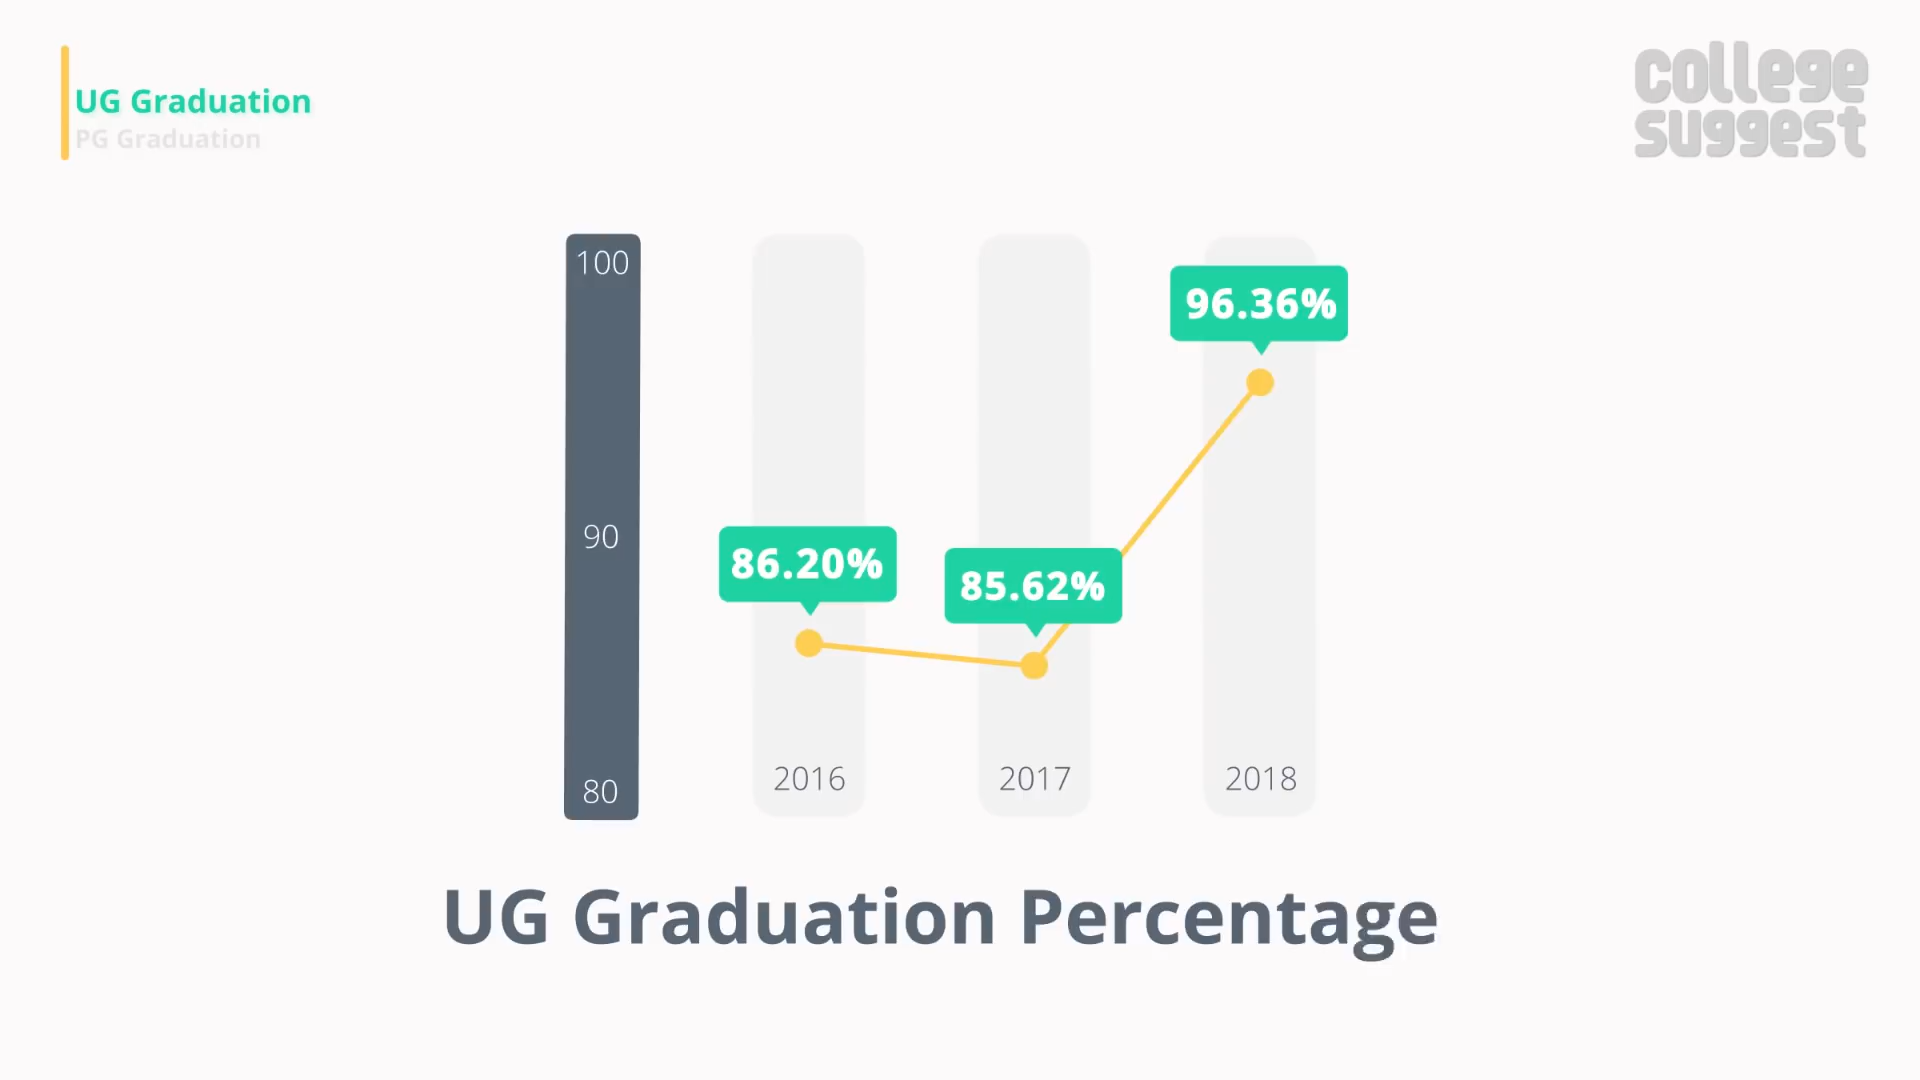 UG Graduation
PG Graduation
college
suggest
100
90
80
86.20%
85.62%
96.36%
2016
2017
2018
UG Graduation Percentage